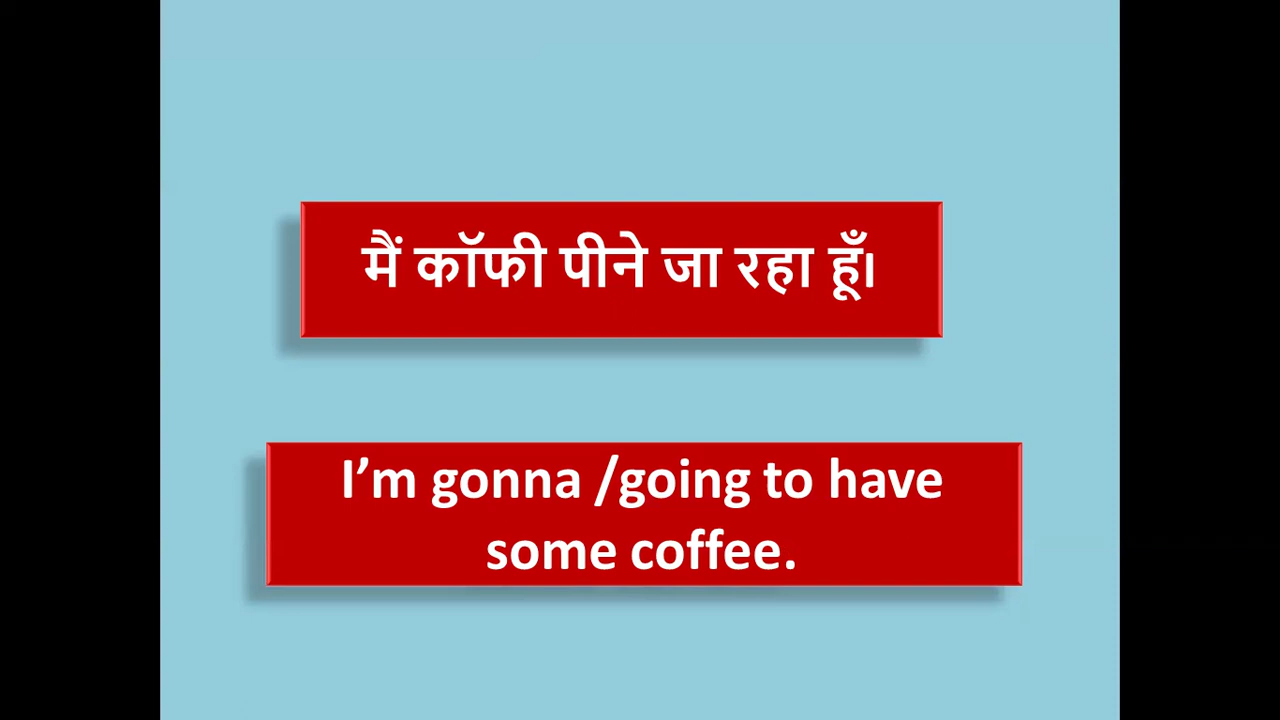 मैं कॉफी पीने जा रहा हूँ।
I’m gonna /going to have
some coffee.